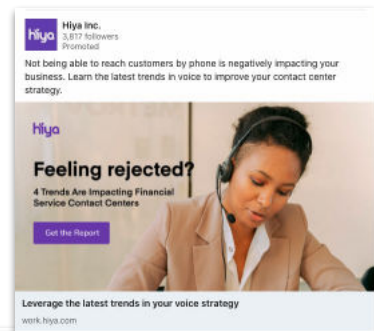 hiya
Hiya Inc.
3,817 followers
Promoted
Not being able to reach customers by phone is negatively impacting your
business. Learn the latest trends in voice to improve your contact center
strategy.
hiya
Feeling rejected?
4 Trends Are Impacting Financial
Service Contact Centers
Get the Report
Leverage the latest trends in your voice strategy
work.hiya.com